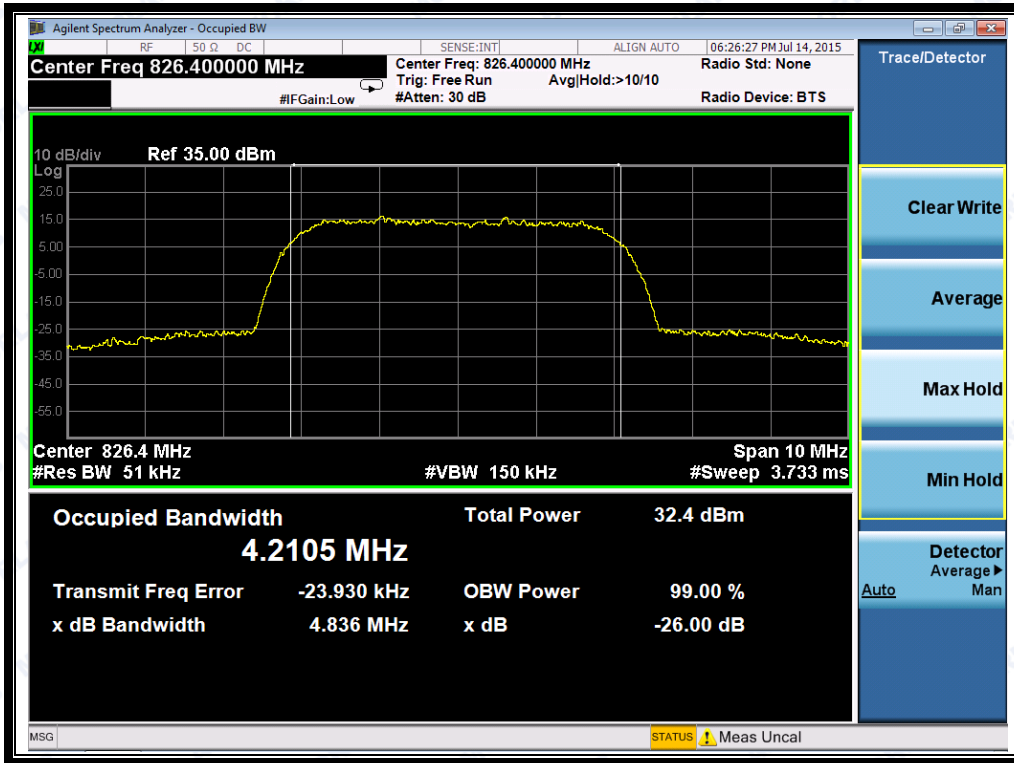 Agilent Spectrum Analyzer - Occupied BW
LXI RF 50 Ω DC SENSE:INT ALIGN AUTO 06:26:27 PM Jul 14, 2015
Center Freq 826.400000 MHz
Center Freq: 826.400000 MHz
Radio Std: None
Trig: Free Run Avg|Hold:>10/10
#IFGain:Low
#Atten: 30 dB
Radio Device: BTS
10 dB/div Ref 35.00 dBm
Log
25.0
15.0
5.00
-5.00
-15.0
-25.0
-35.0
-45.0
-55.0
Center 826.4 MHz Span 10 MHz
#Res BW 51 kHz #VBW 150 kHz #Sweep 3.733 ms
Occupied Bandwidth Total Power 32.4 dBm
4.2105 MHz
Transmit Freq Error -23.930 kHz OBW Power 99.00 %
x dB Bandwidth 4.836 MHz x dB -26.00 dB
Trace/Detector
Clear Write
Average
Max Hold
Min Hold
Detector
Average▶
Auto Man
MSG STATUS Meas Uncal